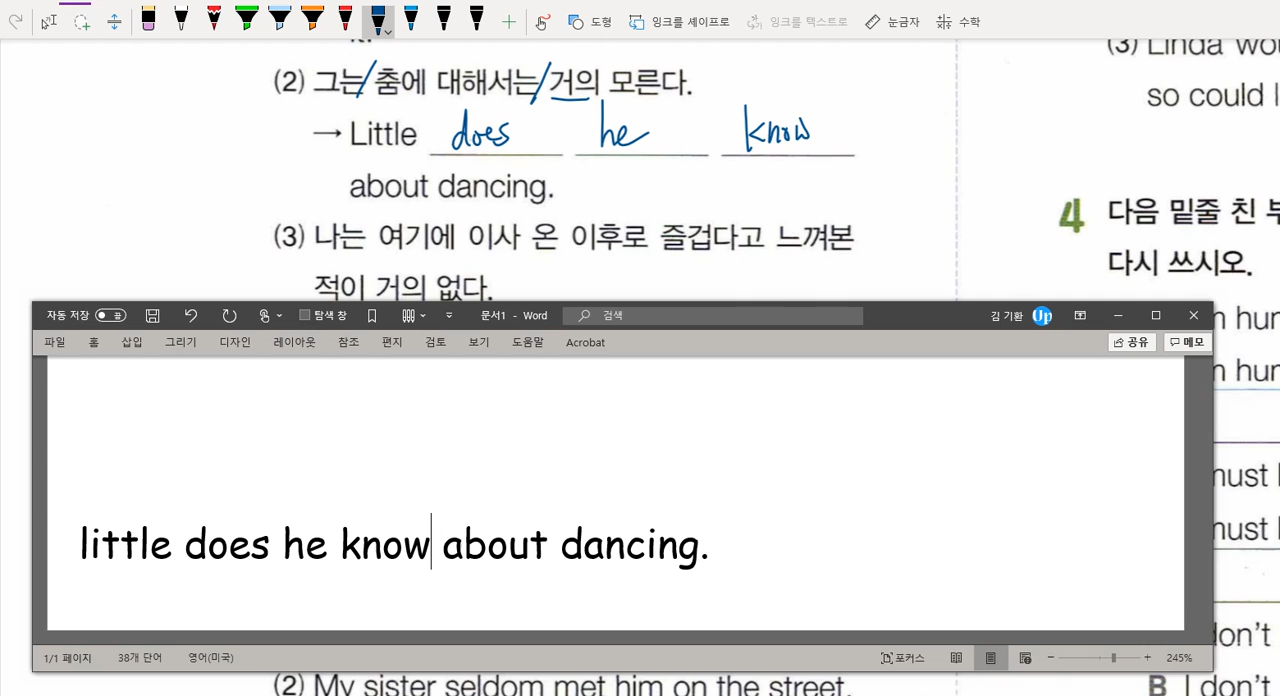 도형 잉크를 셰이프로 잉크를 텍스트로 눈금자 수학
(2) 그는/춤에 대해서는/거의 모른다.
→ Little does he know
about dancing.
(3) 나는 여기에 이사 온 이후로 즐겁다고 느껴본
적이 거의 없다.
(3) Linda
so could
4 다음 밑줄 친
다시 쓰시오.
자동 저장 탐색 창 문서1 - Word 검색 김 기환 Up
파일 홈 삽입 그리기 디자인 레이아웃 참조 편지 검토 보기 도움말 Acrobat 공유 메모
little does he know about dancing.
1/1 페이지 38개 단어 영어(미국) 포커스 245%
don't
(2) My sister seldom met him on the street.
B I don't